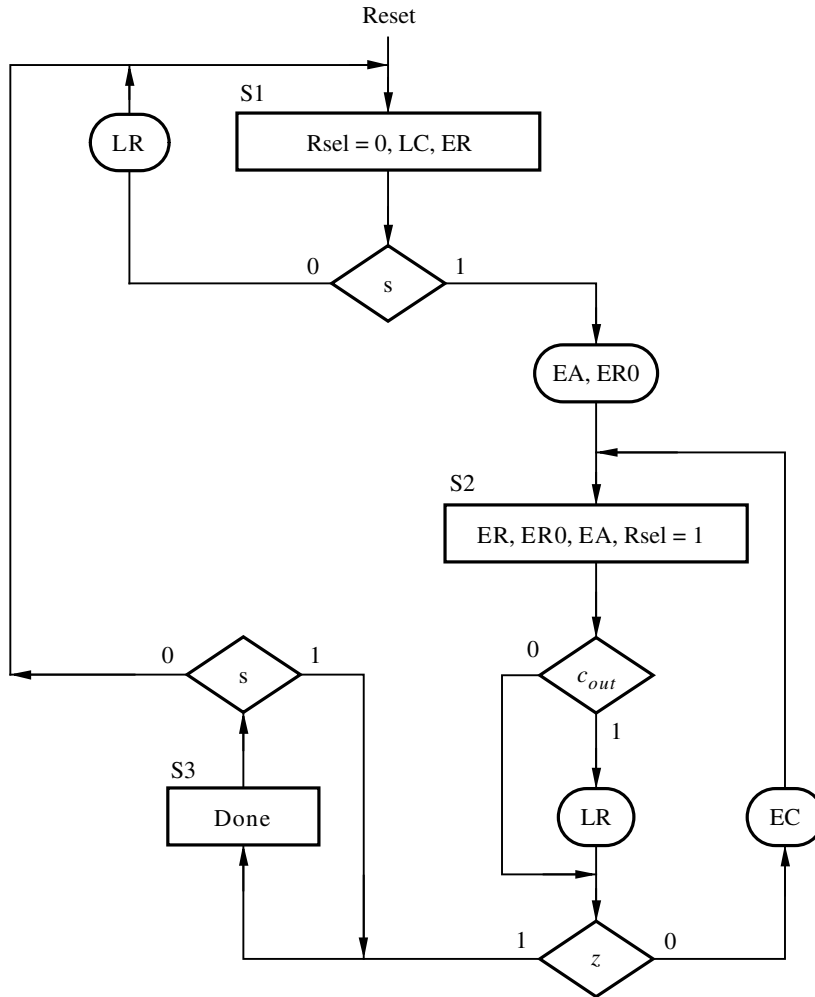 Reset
S1
LR
Rsel = 0, LC, ER
0
s
1
EA, ER0
S2
ER, ER0, EA, Rsel = 1
0
s
1
0
c_out
1
S3
Done
LR
EC
1
z
0